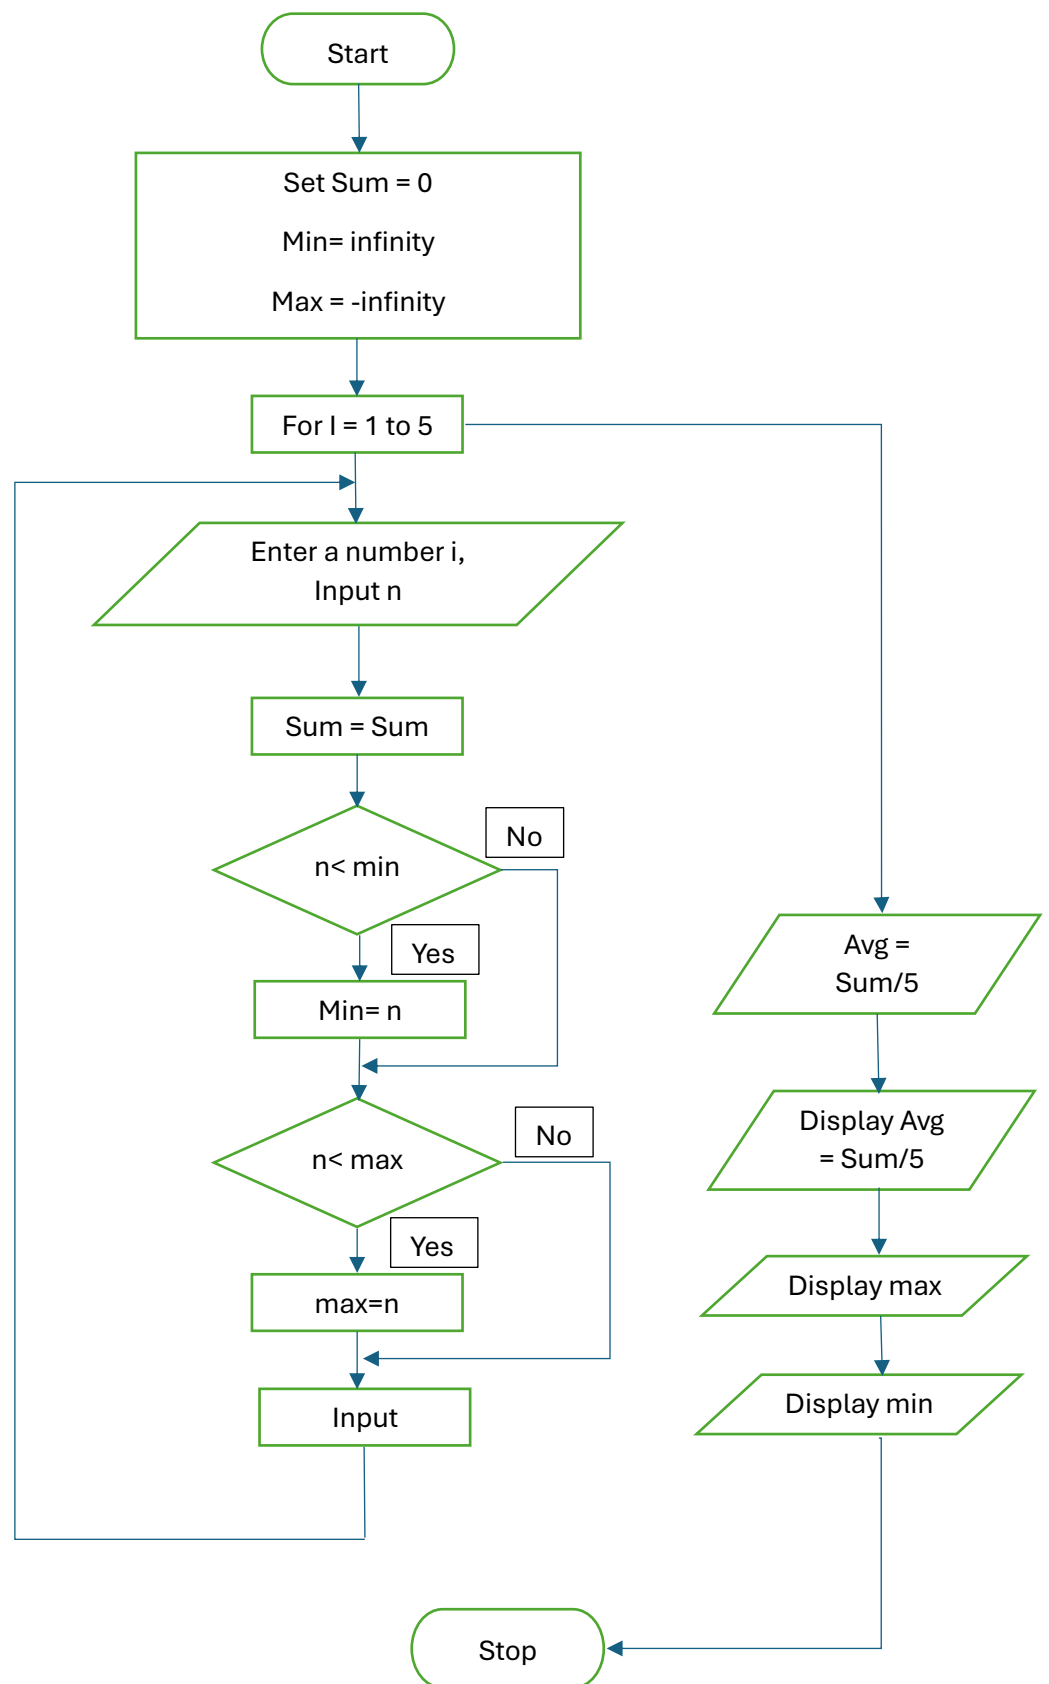 Start
Set Sum = 0
Min= infinity
Max = -infinity
For I = 1 to 5
Enter a number i,
Input n
Sum = Sum
n< min
No
Yes
Min= n
n< max
No
Yes
max=n
Input
Avg =
Sum/5
Display Avg
= Sum/5
Display max
Display min
Stop